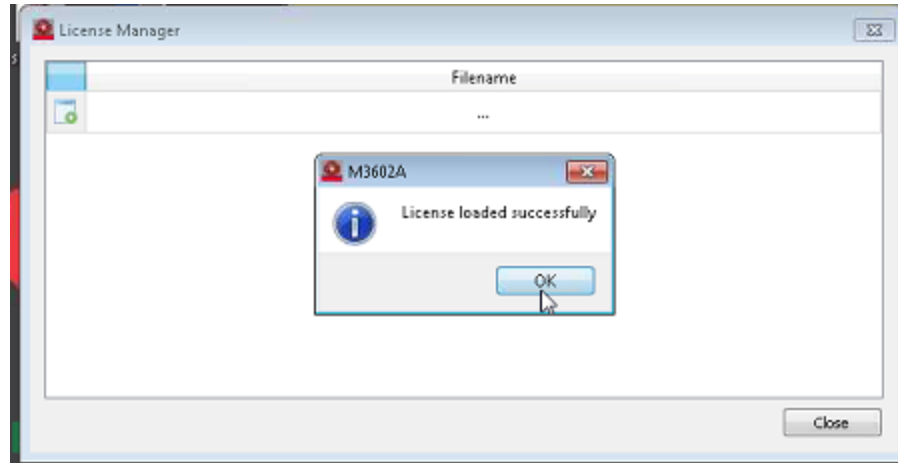 License Manager
Filename
...
M3602A
License loaded successfully
OK
Close